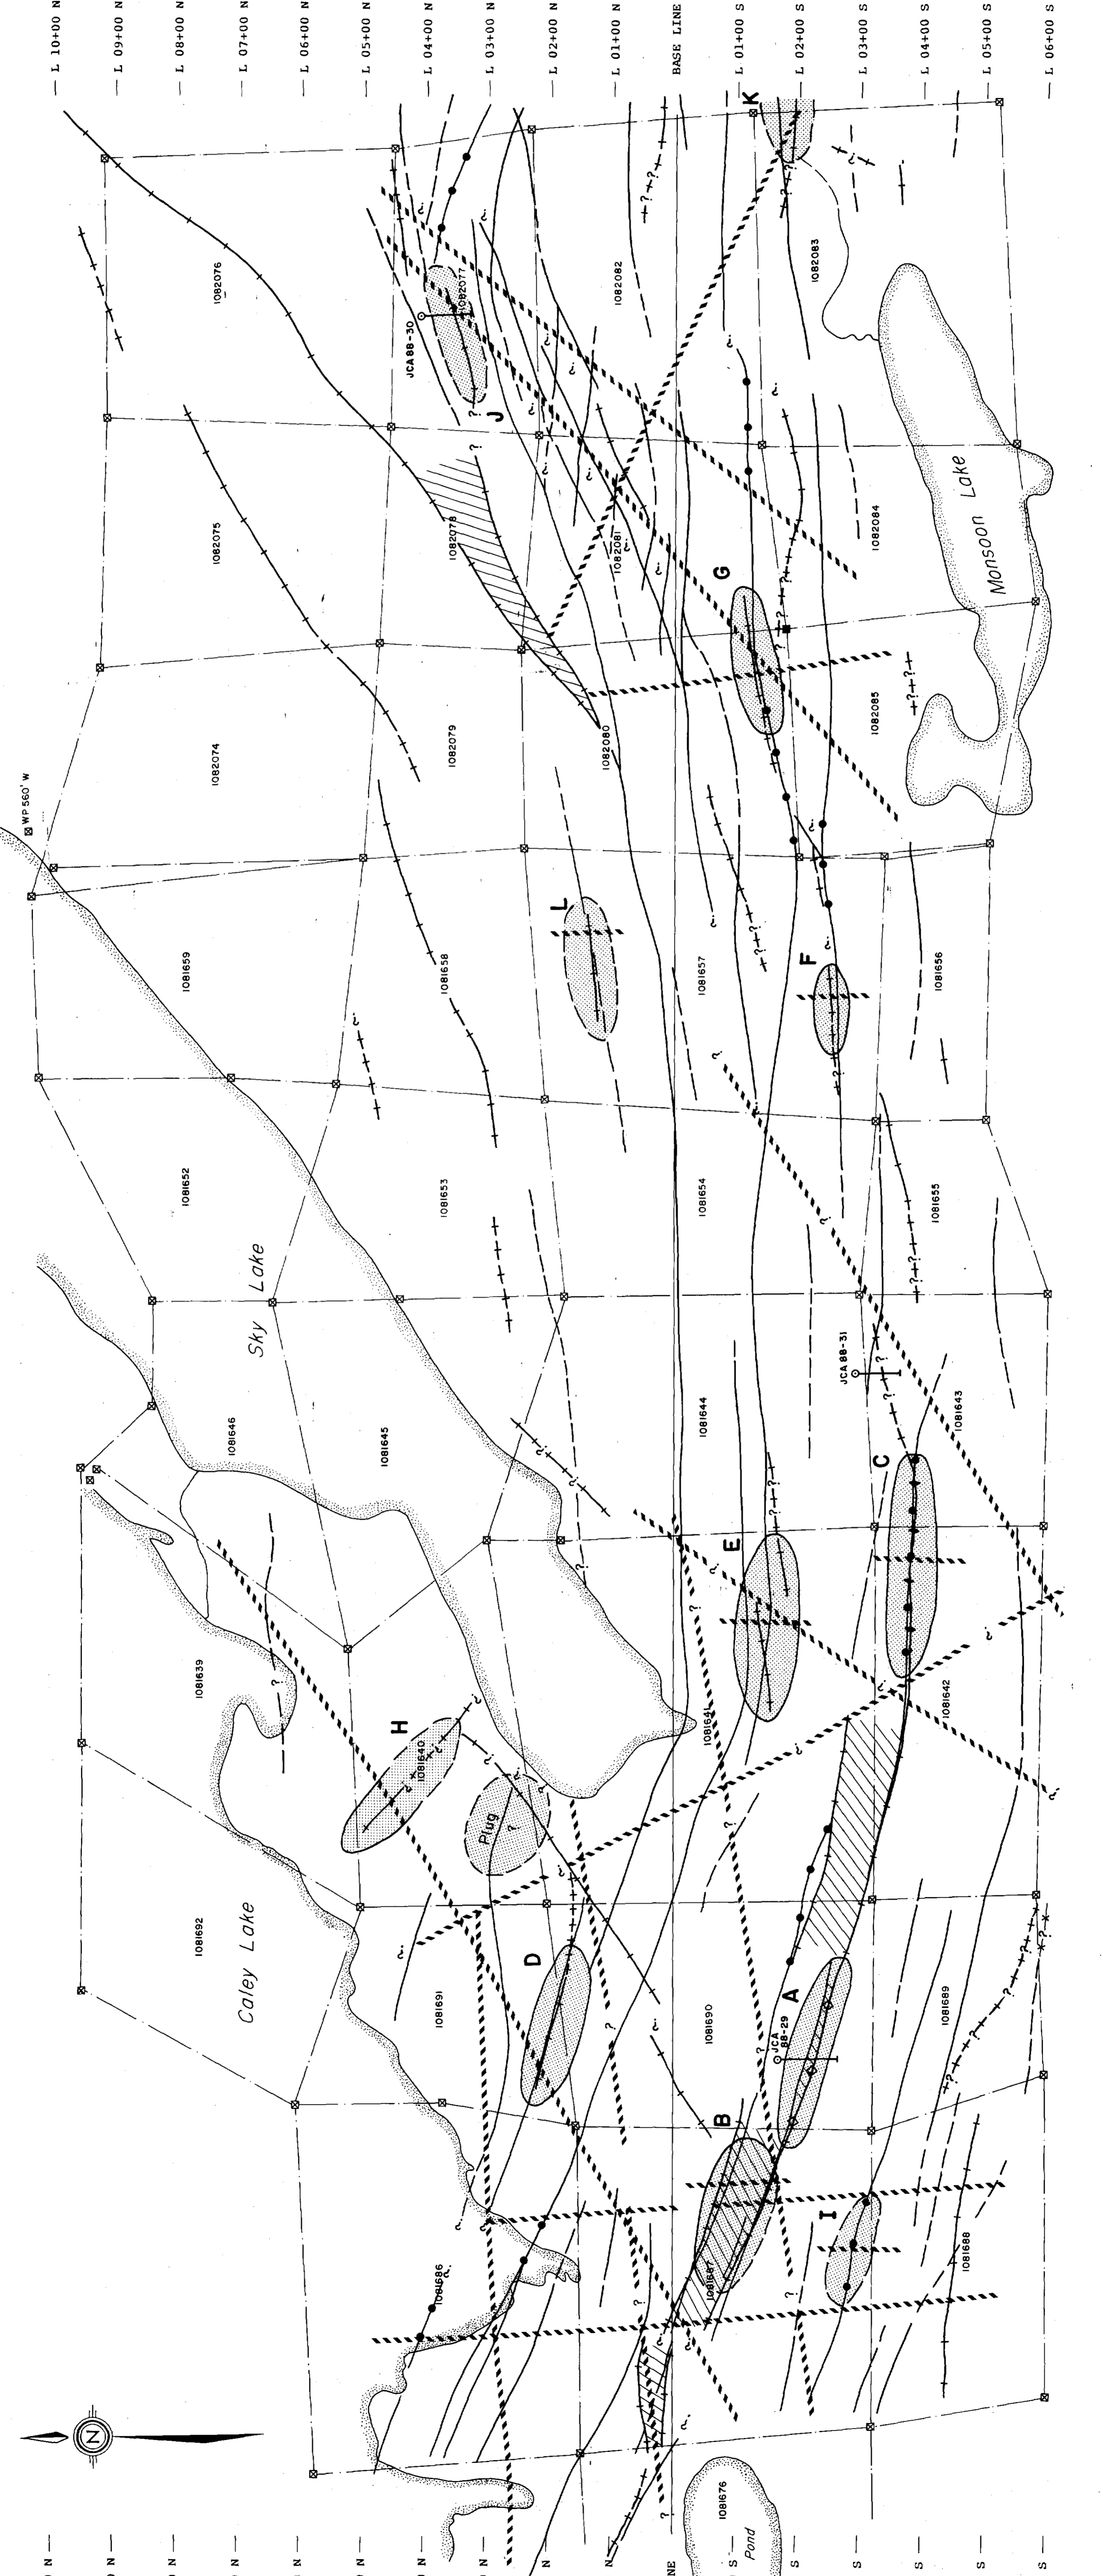 L 10+00 N
L 09+00 N
L 08+00 N
L 07+00 N
L 06+00 N
L 05+00 N
L 04+00 N
L 03+00 N
L 02+00 N
L 01+00 N
BASE LINE
L 01+00 S
L 02+00 S
L 03+00 S
L 04+00 S
L 05+00 S
L 06+00 S
K
1082076
1082077
JCA 88-30
J
1082082
1082083
1082075
1082078
1082081
1082084
G
Monsoon Lake
WP 560' W
1082074
1082079
1082080
1082085
L
F
1081659
1081658
1081657
1081656
1081652
1081653
1081654
1081655
Sky Lake
1081646
1081645
1081644
JCA 88-31
1081643
C
E
1081639
H
1081640
1081641
1081642
Plug
?
1081692
Caley Lake
1081691
D
1081690
A
JCA
88-29
1081689
B
I
1081686
1081687
1081688
N
1081676
Pond
N
N
N
N
N
NE
S
S
S
S